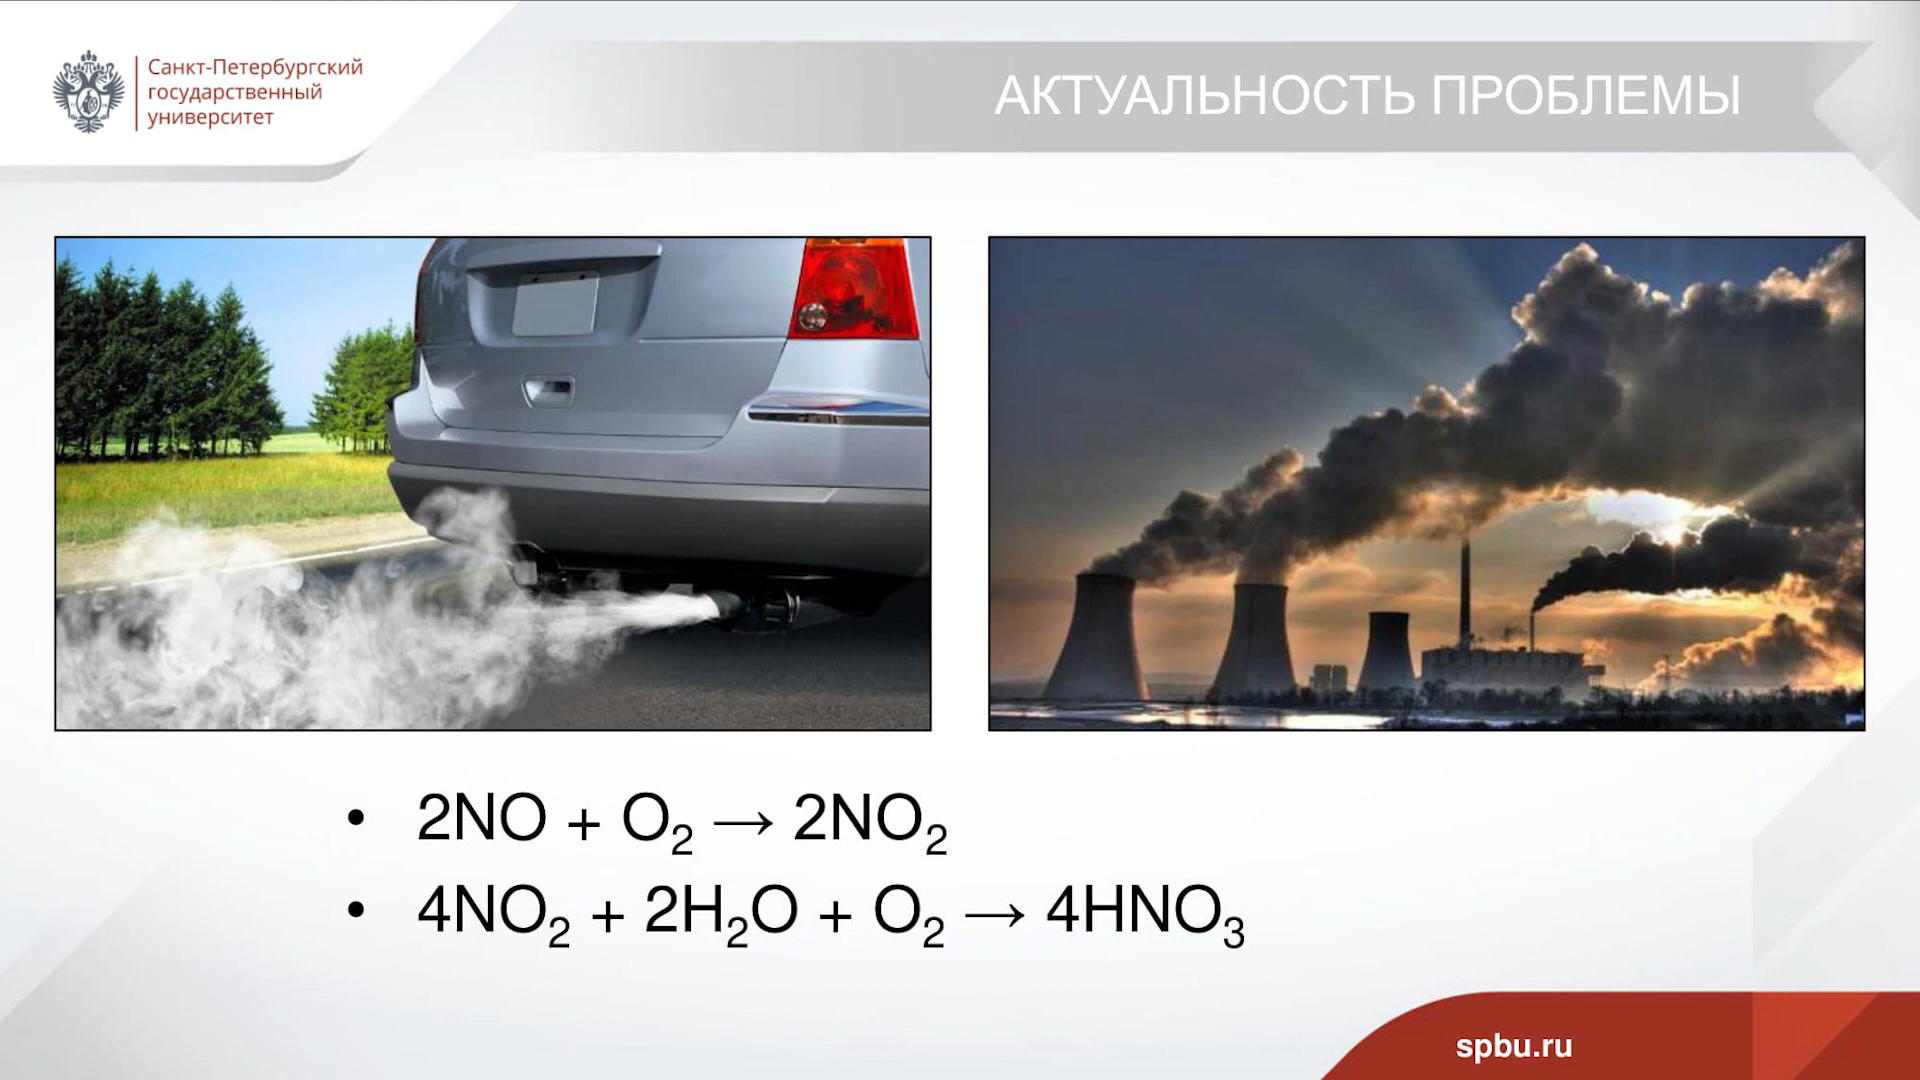 Санкт-Петербургский
государственный
университет
АКТУАЛЬНОСТЬ ПРОБЛЕМЫ
• 2NO + O₂ → 2NO₂
• 4NO₂ + 2H₂O + O₂ → 4HNO₃
spbu.ru